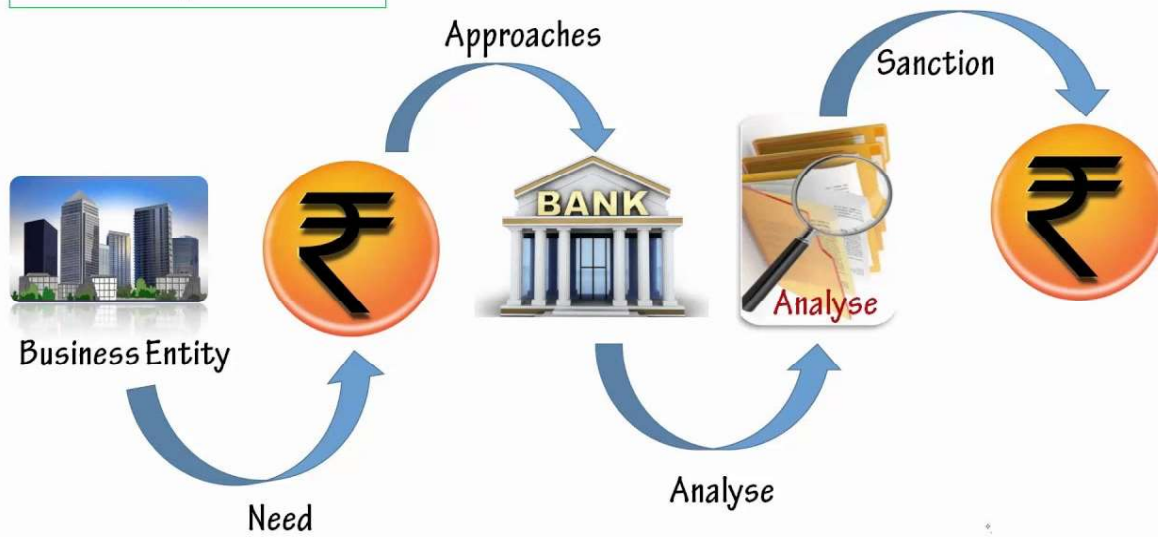 Approaches
Sanction
₹
BANK
₹
Analyse
Business Entity
Need
Analyse